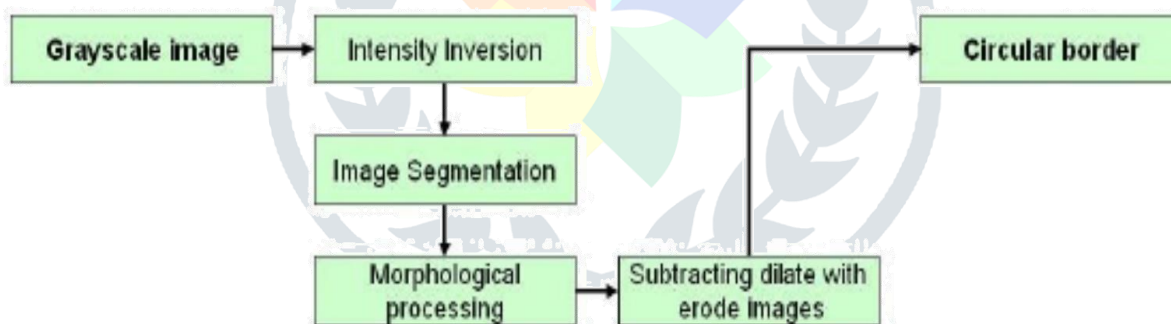 Grayscale image
Intensity Inversion
Circular border
Image Segmentation
Morphological
processing
Subtracting dilate with
erode images